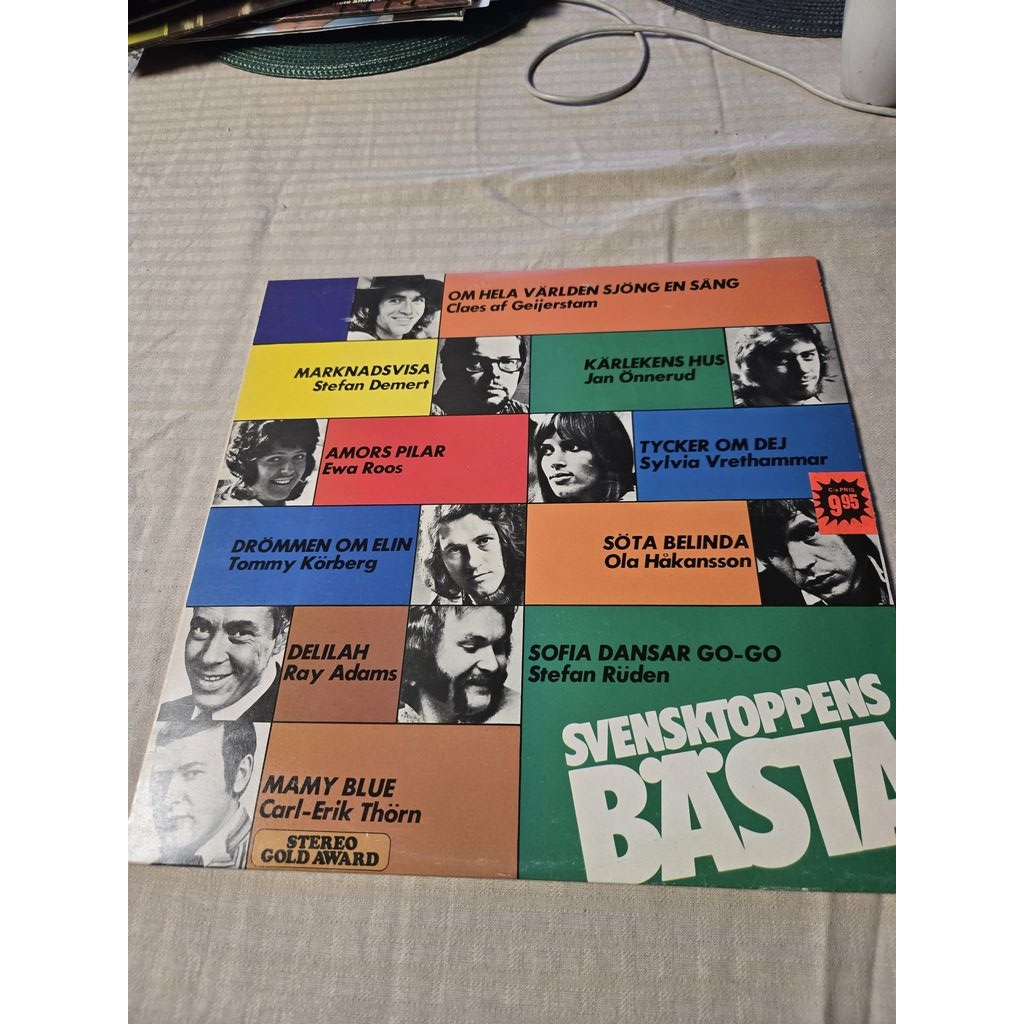 OM HELA VÄRLDEN SJÖNG EN SÅNG
Claes af Geijerstam
MARKNADSVISA
Stefan Demert
KÄRLEKENS HUS
Jan Önnerud
AMORS PILAR
Ewa Roos
TYCKER OM DEJ
Sylvia Vrethammar
C:a PRIS
9.95
DRÖMMEN OM ELIN
Tommy Körberg
SÖTA BELINDA
Ola Håkansson
DELILAH
Ray Adams
SOFIA DANSAR GO-GO
Stefan Rüden
SVENSKTOPPENS
BÄSTA
MAMY BLUE
Carl-Erik Thörn
STEREO
GOLD AWARD